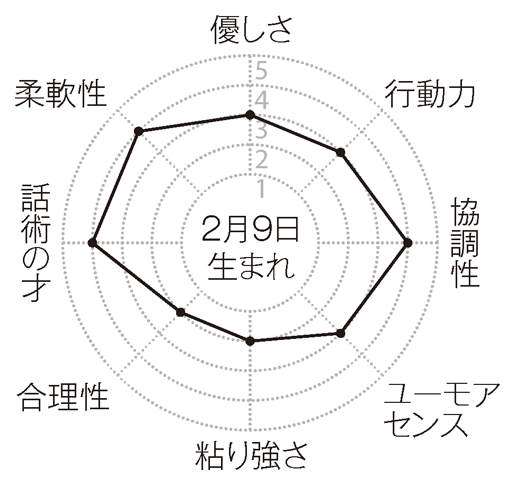 優しさ
5
4
3
2
1
柔軟性
行動力
話術の才
2月9日
生まれ
協調性
合理性
ユーモア
センス
粘り強さ